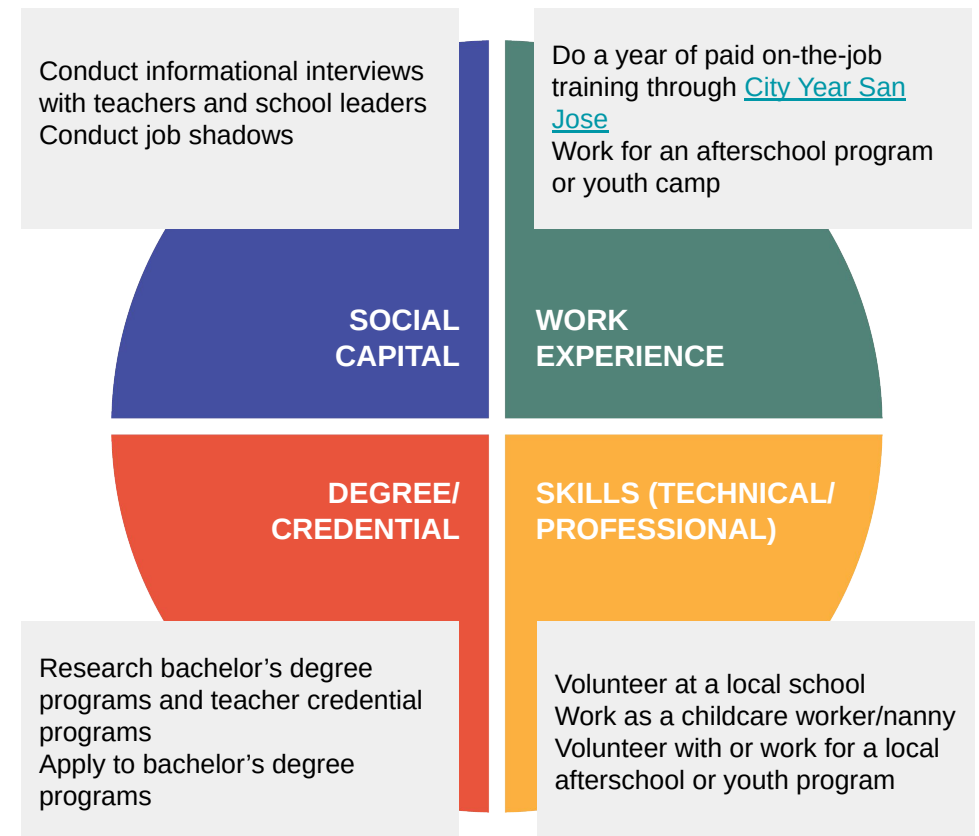 Conduct informational interviews
with teachers and school leaders
Conduct job shadows
Do a year of paid on-the-job
training through City Year San
Jose
Work for an afterschool program
or youth camp
SOCIAL
CAPITAL
WORK
EXPERIENCE
DEGREE/
CREDENTIAL
SKILLS (TECHNICAL/
PROFESSIONAL)
Research bachelor’s degree
programs and teacher credential
programs
Apply to bachelor’s degree
programs
Volunteer at a local school
Work as a childcare worker/nanny
Volunteer with or work for a local
afterschool or youth program